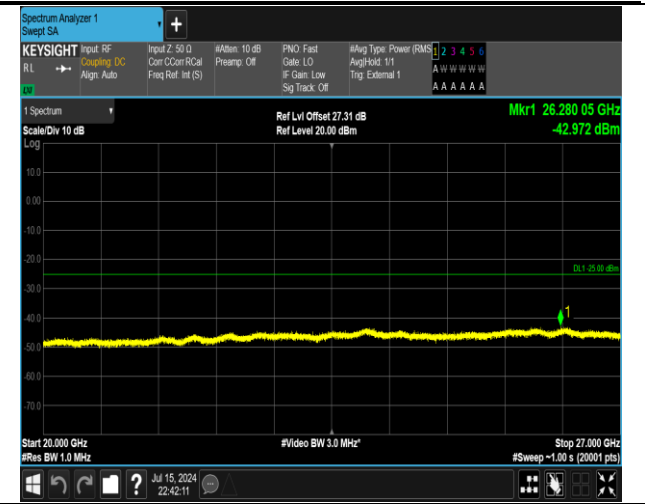 Spectrum Analyzer 1
Swept SA
+
KEYSIGHT Input: RF Input Z: 50 Ω #Atten: 10 dB PNO: Fast #Avg Type: Power (RMS 1 2 3 4 5 6
RL Coupling: DC Corr CCorr RCal Preamp: Off Gate: LO Avg|Hold: 1/1 A W W W W W
Align: Auto Freq Ref: Int (S) IF Gain: Low Trig: External 1
Sig Track: Off A A A A A A
1 Spectrum Ref Lvl Offset 27.31 dB Mkr1 26.280 05 GHz
Scale/Div 10 dB Ref Level 20.00 dBm -42.972 dBm
Log
10.0
0.00
-10.0
-20.0
DL1 -25.00 dBm
-30.0
-40.0
1
-50.0
-60.0
-70.0
Start 20.000 GHz #Video BW 3.0 MHz* Stop 27.000 GHz
#Res BW 1.0 MHz #Sweep ~1.00 s (20001 pts)
? Jul 15, 2024
22:42:11